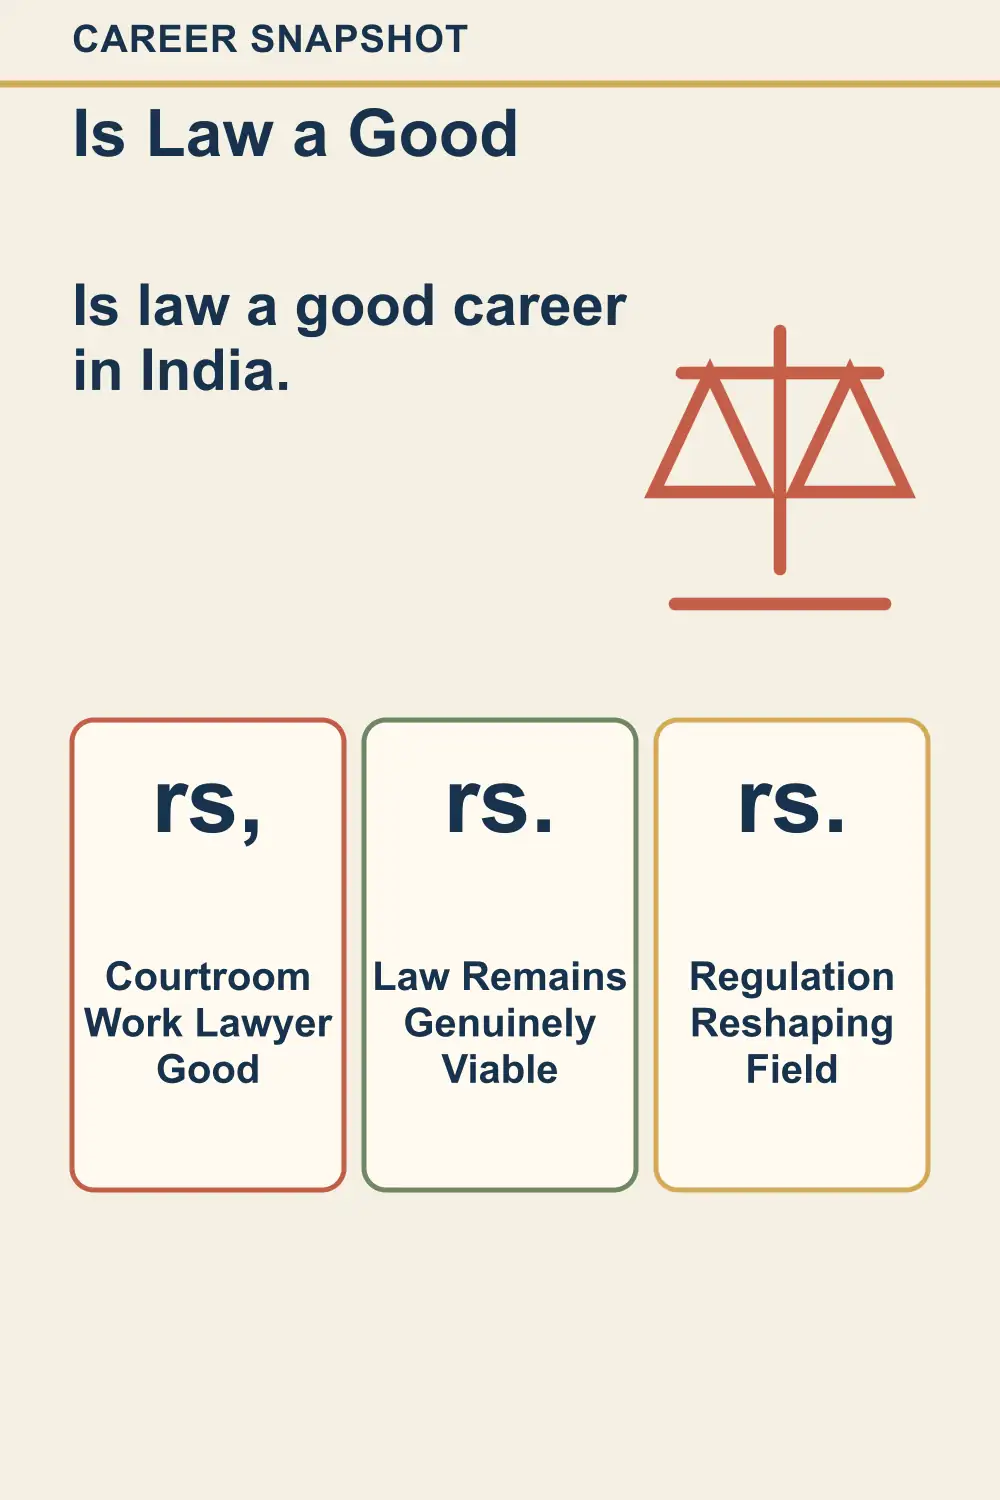 CAREER SNAPSHOT
Is Law a Good
Is law a good career
in India.
rs,
Courtroom
Work Lawyer
Good
rs.
Law Remains
Genuinely
Viable
rs.
Regulation
Reshaping
Field